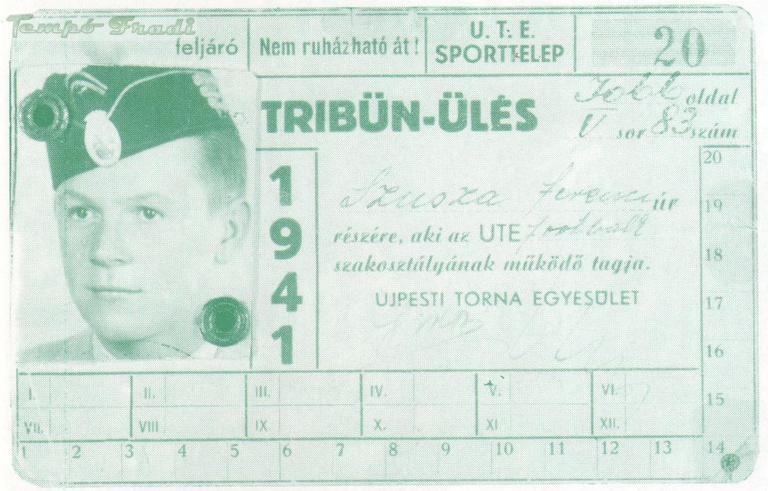 Tempó Fradi
feljáró
Nem ruházható át!
U. T. E.
SPORTTELEP
20
TRIBÜN-ÜLÉS
Jobb oldal
V. sor 83 szám
1941
Szusza Ferenc úr
részére, aki az UTE football
szakosztályának működő tagja.
UJPESTI TORNA EGYESÜLET
20
19
18
17
16
15
14
I. II. III. IV. V. VI.
VII. VIII IX X. XI XII.
1 2 3 4 5 6 7 8 9 10 11 12 13